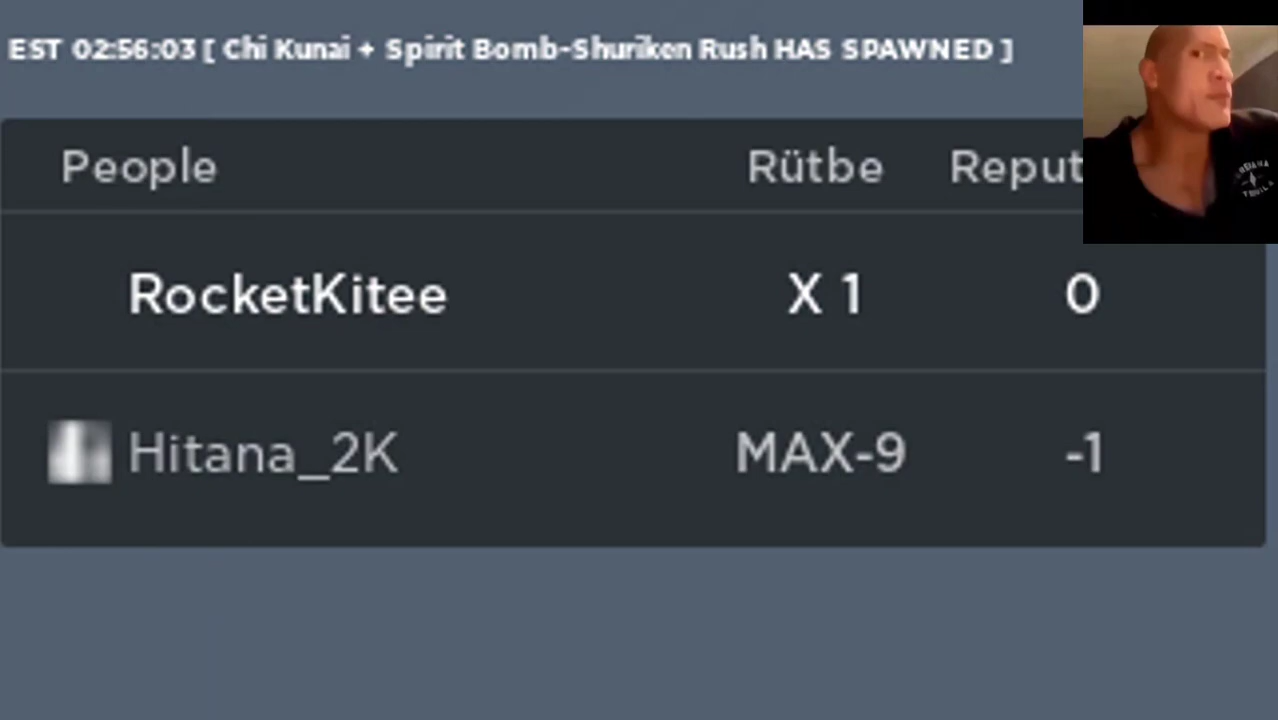 EST 02:56:03 [ Chi Kunai + Spirit Bomb-Shuriken Rush HAS SPAWNED ]
People Rütbe Reput
RocketKitee X 1 0
Hitana_2K MAX-9 -1